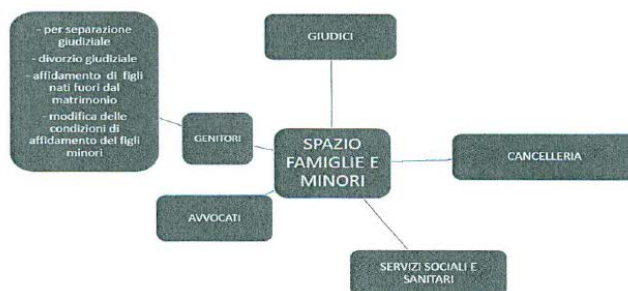 - per separazione
giudiziale
- divorzio giudiziale
- affidamento di figli
nati fuori dal
matrimonio
- modifica delle
condizioni di
affidamento dei figli
minori
GIUDICI
GENITORI
SPAZIO
FAMIGLIE E
MINORI
CANCELLERIA
AVVOCATI
SERVIZI SOCIALI E
SANITARI